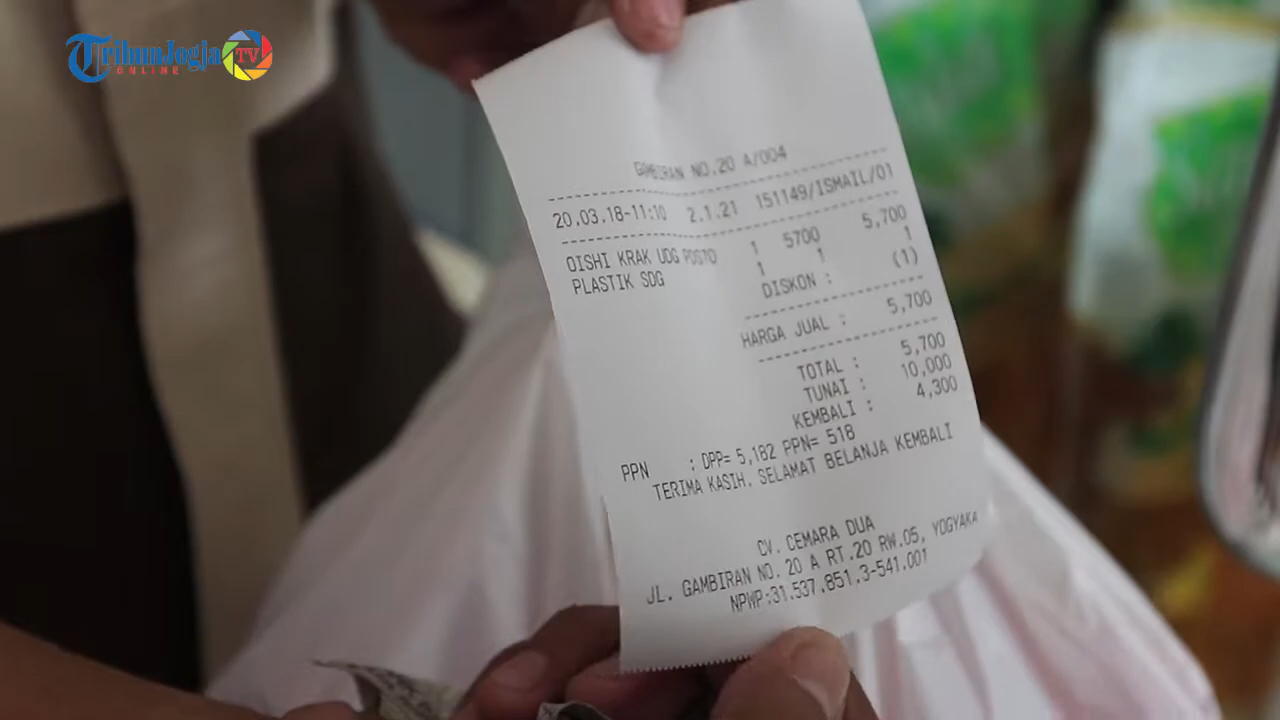 TribunJogja TV
ONLINE
GAMBIRAN NO.20 A/004
20.03.18-11:10 2.1.21 151149/ISMAIL/01
OISHI KRAK UDG POSTO 1 5700 5,700
PLASTIK SDG 1 1 1
DISKON : (1)
HARGA JUAL : 5,700
TOTAL : 5,700
TUNAI : 10,000
KEMBALI : 4,300
PPN : DPP= 5,182 PPN= 518
TERIMA KASIH. SELAMAT BELANJA KEMBALI
CV. CEMARA DUA
JL. GAMBIRAN NO. 20 A RT.20 RW.05, YOGYAKA
NPWP:31.537.851.3-541.001